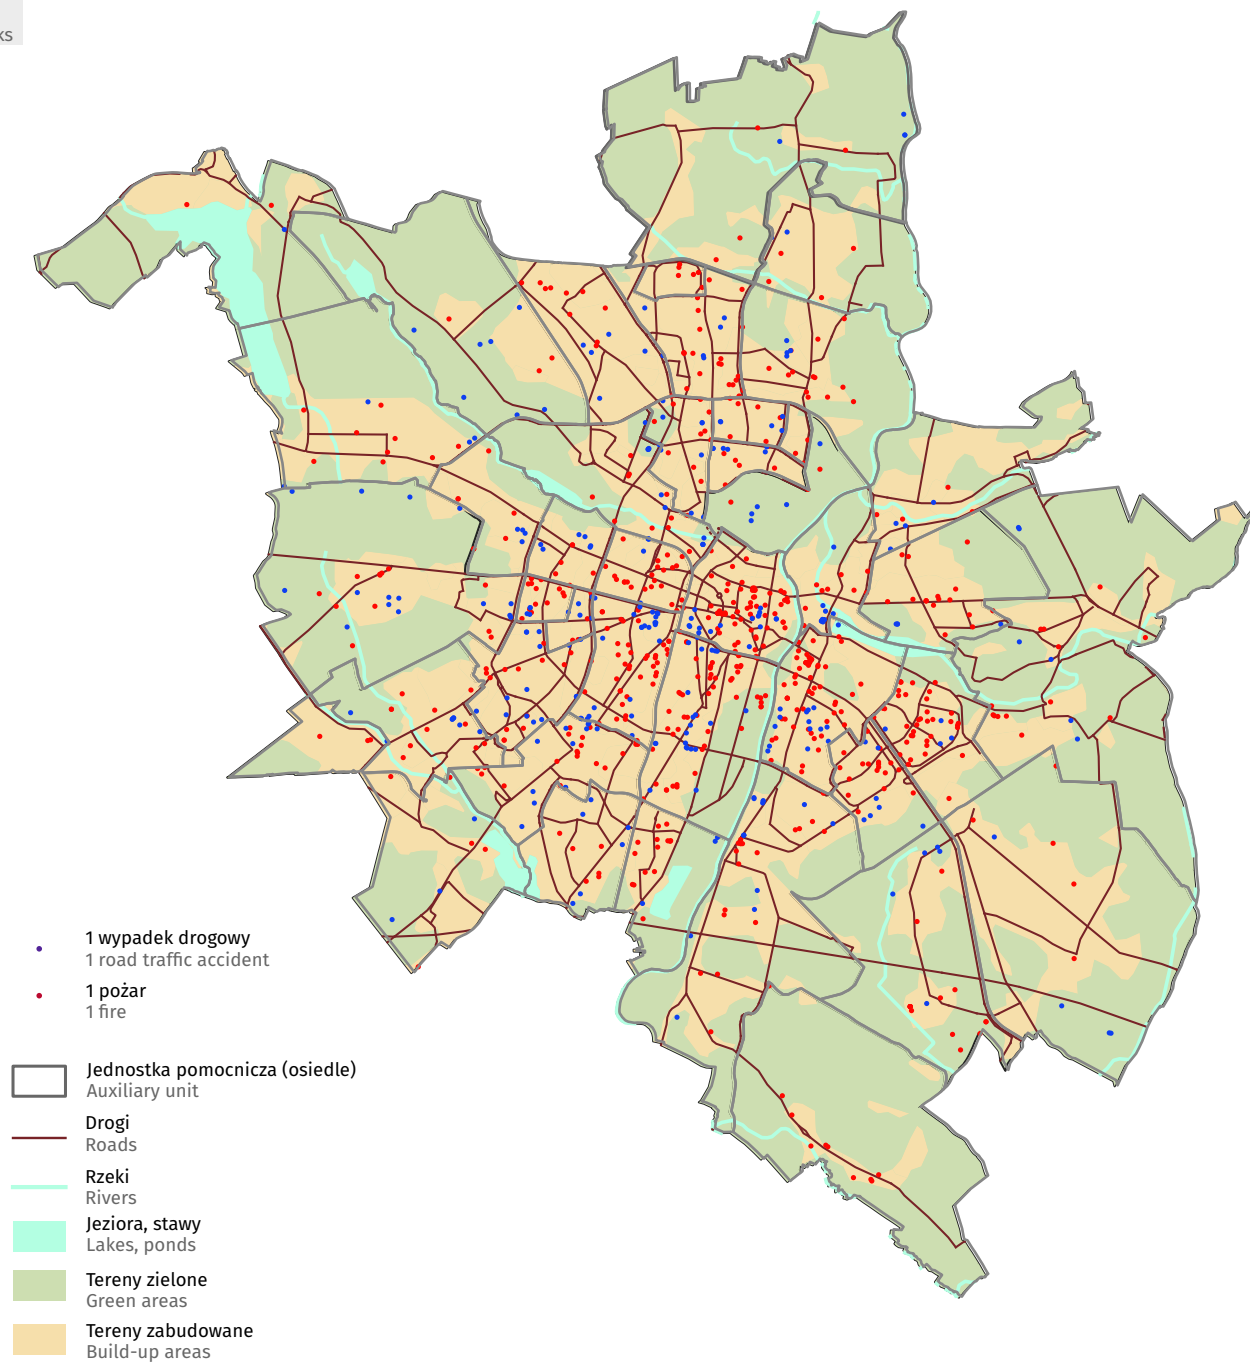 1 wypadek drogowy
1 road traffic accident
1 pożar
1 fire
Jednostka pomocnicza (osiedle)
Auxiliary unit
Drogi
Roads
Rzeki
Rivers
Jeziora, stawy
Lakes, ponds
Tereny zielone
Green areas
Tereny zabudowane
Build-up areas